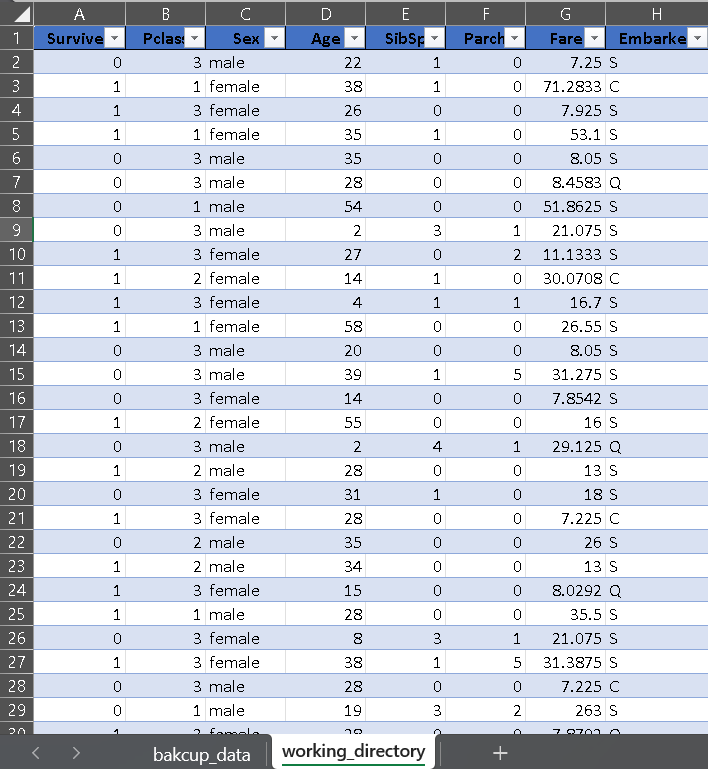 A B C D E F G H
1 Survive Pclas Sex Age SibSp Parch Fare Embarke
2 0 3 male 22 1 0 7.25 S
3 1 1 female 38 1 0 71.2833 C
4 1 3 female 26 0 0 7.925 S
5 1 1 female 35 1 0 53.1 S
6 0 3 male 35 0 0 8.05 S
7 0 3 male 28 0 0 8.4583 Q
8 0 1 male 54 0 0 51.8625 S
9 0 3 male 2 3 1 21.075 S
10 1 3 female 27 0 2 11.1333 S
11 1 2 female 14 1 0 30.0708 C
12 1 3 female 4 1 1 16.7 S
13 1 1 female 58 0 0 26.55 S
14 0 3 male 20 0 0 8.05 S
15 0 3 male 39 1 5 31.275 S
16 0 3 female 14 0 0 7.8542 S
17 1 2 female 55 0 0 16 S
18 0 3 male 2 4 1 29.125 Q
19 1 2 male 28 0 0 13 S
20 0 3 female 31 1 0 18 S
21 1 3 female 28 0 0 7.225 C
22 0 2 male 35 0 0 26 S
23 1 2 male 34 0 0 13 S
24 1 3 female 15 0 0 8.0292 Q
25 1 1 male 28 0 0 35.5 S
26 0 3 female 8 3 1 21.075 S
27 1 3 female 38 1 5 31.3875 S
28 0 3 male 28 0 0 7.225 C
29 0 1 male 19 3 2 263 S
30 1 3 female 28 0 0 7.8792 Q
bakcup_data working_directory